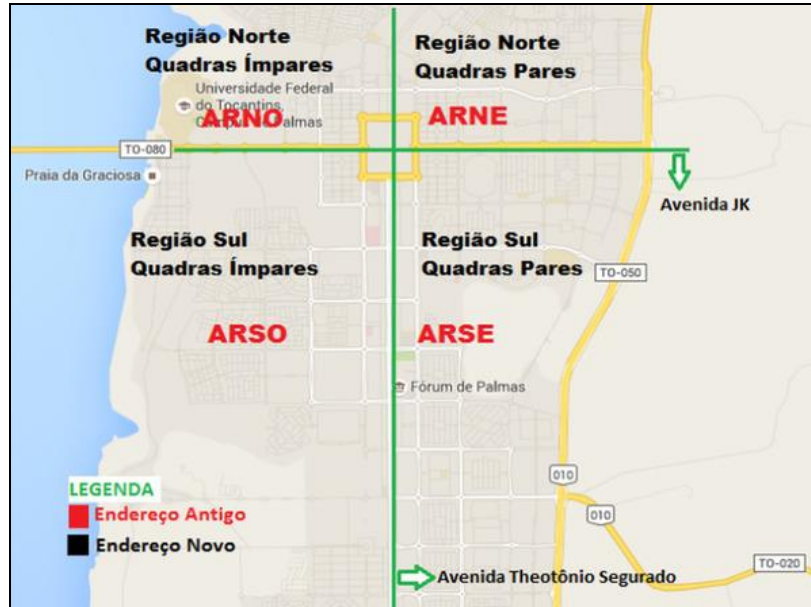 Região Norte
Quadras Ímpares
Região Norte
Quadras Pares
Universidade Federal
do Tocantins,
Campus de Palmas
ARNO
ARNE
TO-080
Praia da Graciosa
Avenida JK
Região Sul
Quadras Ímpares
Região Sul
Quadras Pares
TO-050
ARSO
ARSE
Fórum de Palmas
010
010
LEGENDA
Endereço Antigo
Endereço Novo
TO-020
Avenida Theotônio Segurado